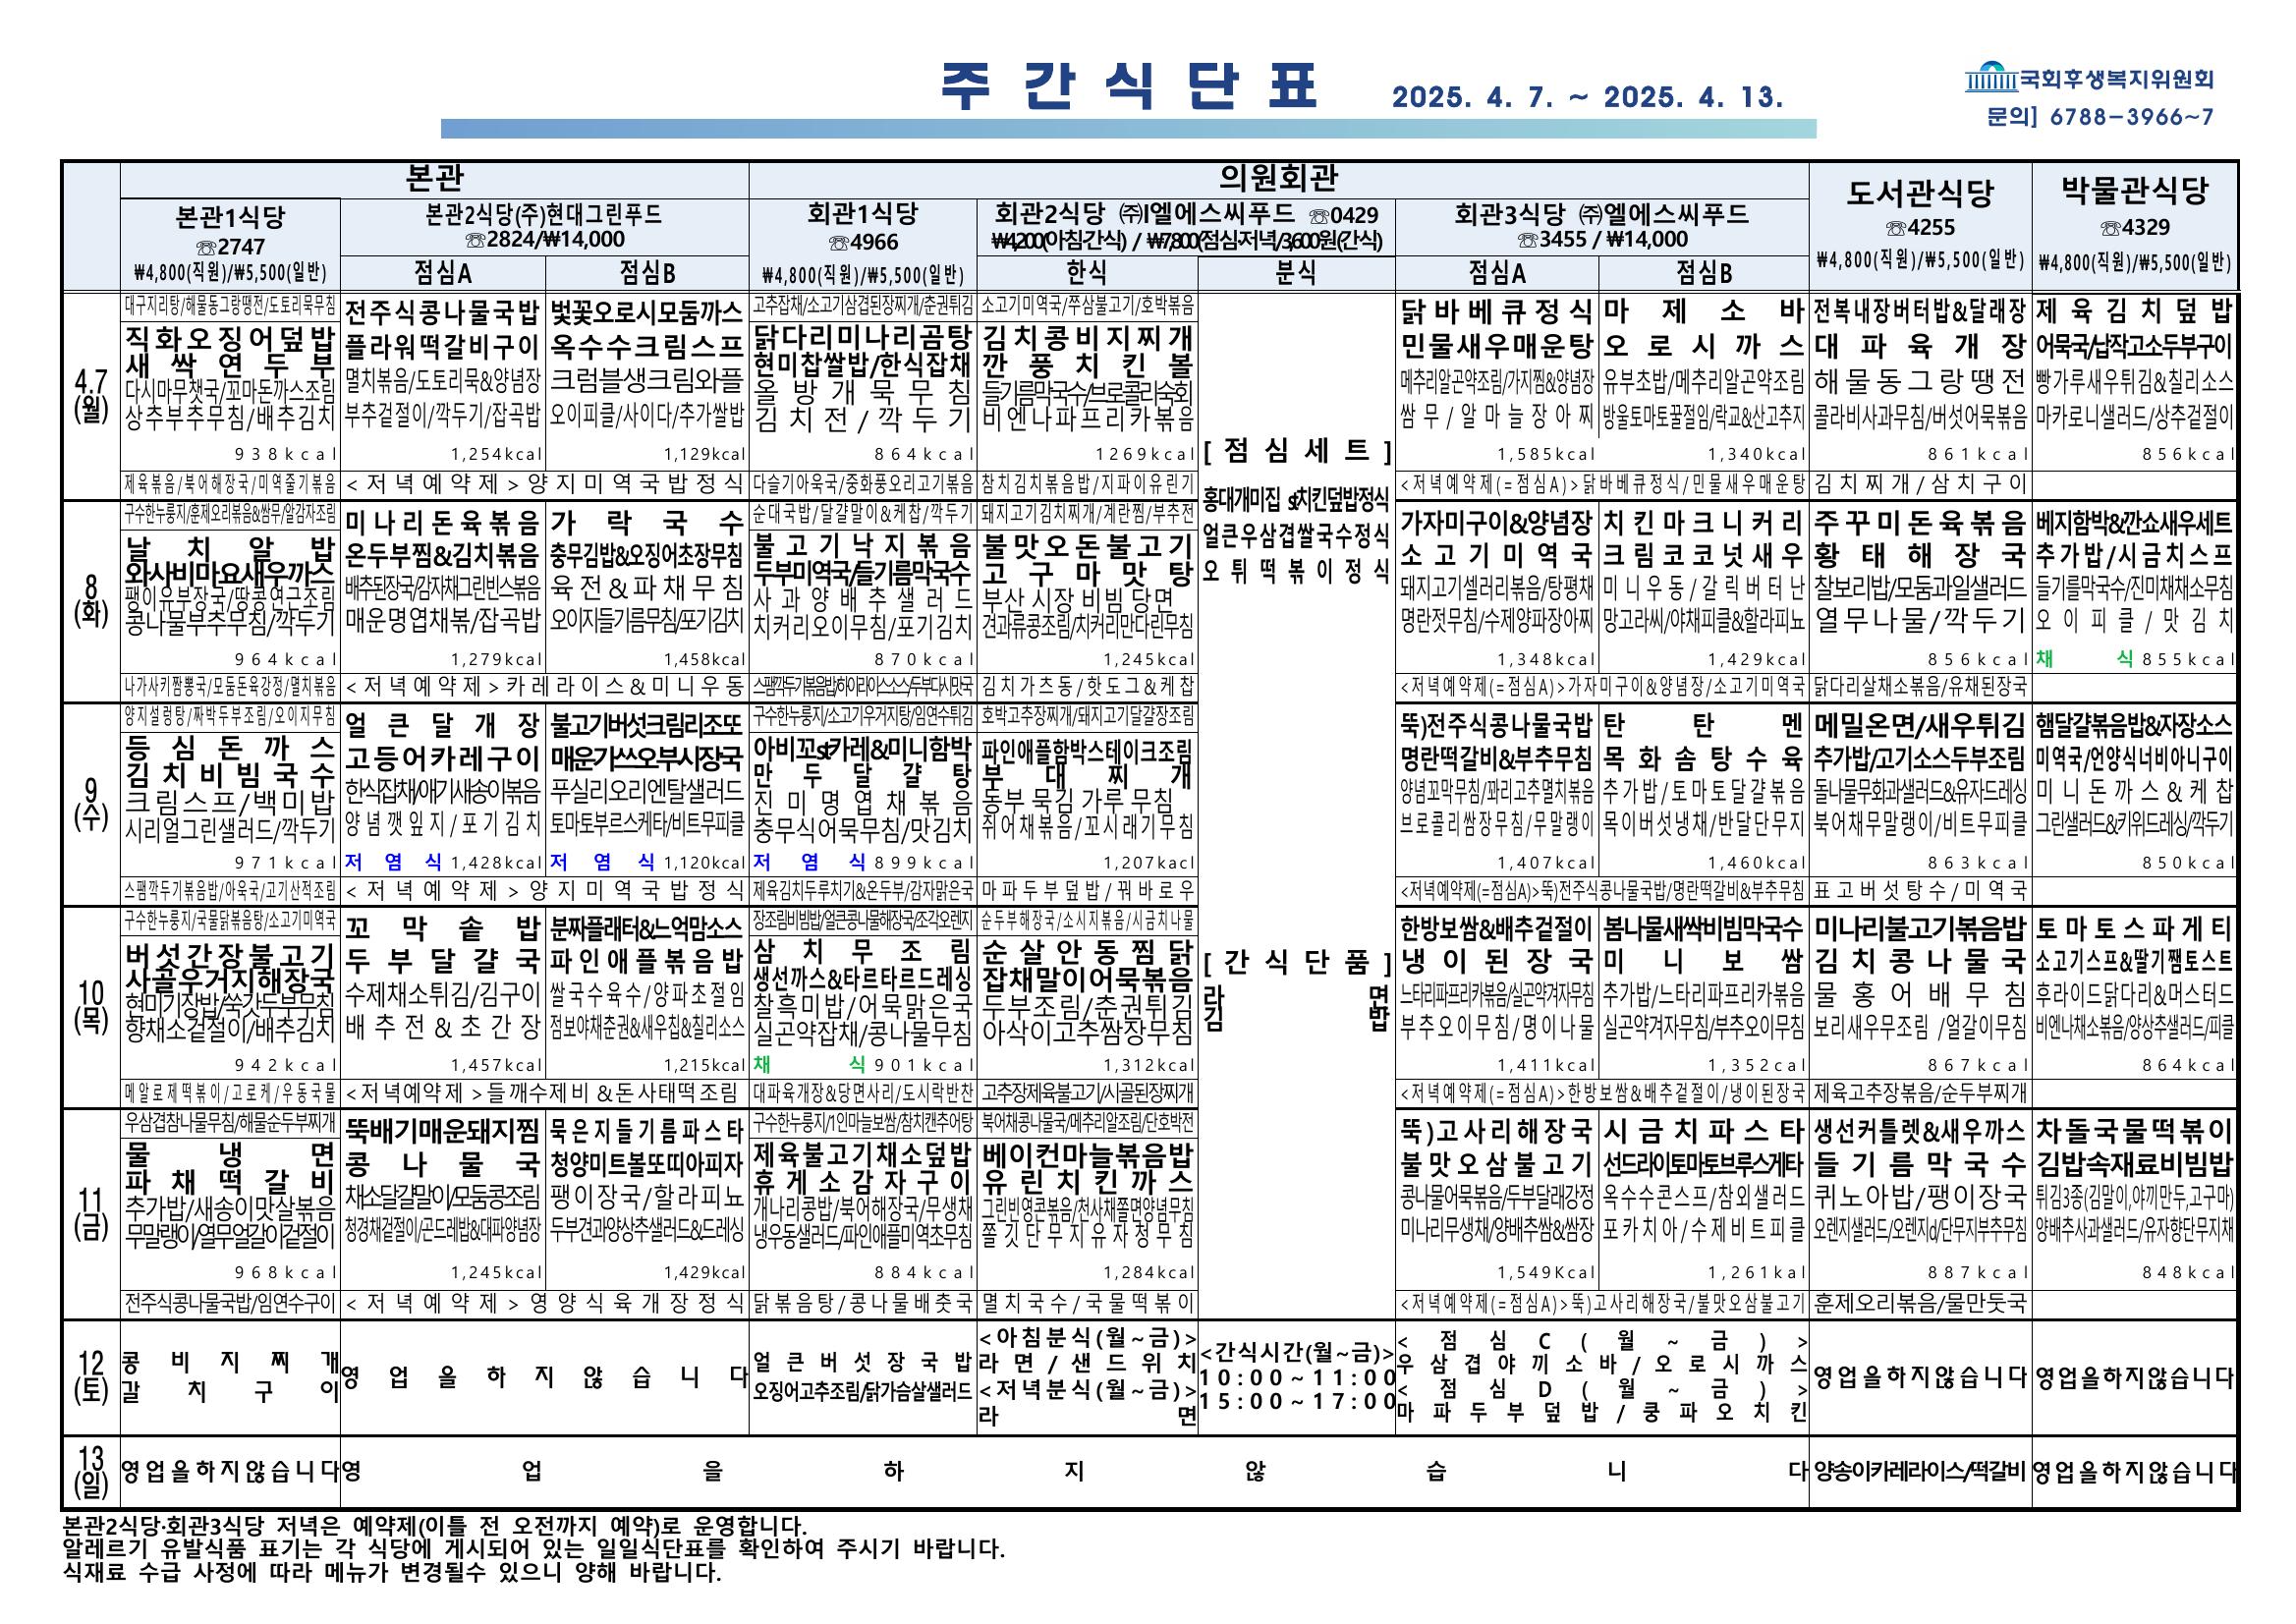 주간식단표 2025. 4. 7. ~ 2025. 4. 13.
국회후생복지위원회
문의] 6788-3966~7
본관
의원회관
도서관식당
☏4255
₩4,800(직원)/₩5,500(일반)
박물관식당
☏4329
₩4,800(직원)/₩5,500(일반)
본관1식당
☏2747
₩4,800(직원)/₩5,500(일반)
본관2식당(주)현대그린푸드
☏2824/₩14,000
점심A
점심B
회관1식당
☏4966
₩4,800(직원)/₩5,500(일반)
회관2식당 ㈜엘에스씨푸드 ☏0429
₩4,200(아침·간식) / ₩7,800(점심·저녁/3,600원(간식)
한식
분식
회관3식당 ㈜엘에스씨푸드
☏3455 / ₩14,000
점심A
점심B
4.7
(월)
대구지리탕/해물동그랑땡전/도토리묵무침
직화오징어덮밥
새싹연두부
다시마무챗국/꼬마돈까스조림
상추부추무침/배추김치
938kcal
제육볶음/북어해장국/미역줄기볶음
전주식콩나물국밥
플라워떡갈비구이
멸치볶음/도토리묵&양념장
부추겉절이/깍두기/잡곡밥
1,254kcal
벚꽃오로시모둠까스
옥수수크림스프
크럼블생크림와플
오이피클/사이다/추가쌀밥
1,129kcal
<저녁예약제>양지미역국밥정식
고추잡채/소고기삼겹된장찌개/춘권튀김
닭다리미나리곰탕
현미찹쌀밥/한식잡채
올방개묵무침
김치전/깍두기
864kcal
다슬기아욱국/중화풍오리고기볶음
소고기미역국/쭈삼불고기/호박볶음
김치콩비지찌개
깐풍치킨볼
들기름막국수/브로콜리숙회
비엔나파프리카볶음
1269kcal
참치김치볶음밥/지파이유린기
[점심세트]
홍대개미집 st치킨덮밥정식
얼큰우삼겹쌀국수정식
오튀떡볶이정식
닭바베큐정식
민물새우매운탕
메추리알곤약조림/가지찜&양념장
쌈무/알마늘장아찌
1,585kcal
마제소바
오로시까스
유부초밥/메추리알곤약조림
방울토마토꿀절임/락교&산고추지
1,340kcal
<저녁예약제(=점심A)>닭바베큐정식/민물새우매운탕
전복내장버터밥&달래장
대파육개장
해물동그랑땡전
콜라비사과무침/버섯어묵볶음
861kcal
김치찌개/삼치구이
제육김치덮밥
어묵국/납작고소두부구이
빵가루새우튀김&칠리소스
마카로니샐러드/상추겉절이
856kcal
8
(화)
구수한누룽지/훈제오리볶음&쌈무/알감자조림
날치알밥
와사비마요새우까스
팽이유부장국/땅콩연근조림
콩나물부추무침/깍두기
964kcal
나가사키짬뽕국/모둠돈육강정/멸치볶음
미나리돈육볶음
온두부찜&김치볶음
배추된장국/감자채그린빈스볶음
매운명엽채볶/잡곡밥
1,279kcal
가락국수
충무김밥&오징어초장무침
육전&파채무침
오이지들기름무침/포기김치
1,458kcal
<저녁예약제>카레라이스&미니우동
순대국밥/달걀말이&케찹/깍두기
불고기낙지볶음
두부미역국/들기름막국수
사과양배추샐러드
치커리오이무침/포기김치
870kcal
스팸깍두기볶음밥/하이라이스소스/두부다시맛국
돼지고기김치찌개/계란찜/부추전
불맛오돈불고기
고구마맛탕
부산시장비빔당면
견과류콩조림/치커리만다린무침
1,245kcal
김치가츠동/핫도그&케찹
가자미구이&양념장
소고기미역국
돼지고기셀러리볶음/탕평채
명란젓무침/수제양파장아찌
1,348kcal
치킨마크니커리
크림코코넛새우
미니우동/갈릭버터난
망고라씨/야채피클&할라피뇨
1,429kcal
<저녁예약제(=점심A)>가자미구이&양념장/소고기미역국
주꾸미돈육볶음
황태해장국
찰보리밥/모둠과일샐러드
열무나물/깍두기
856kcal
닭다리살채소볶음/유채된장국
베지함박&깐쇼새우세트
추가밥/시금치스프
들기름막국수/진미채채소무침
오이피클/맛김치
채식 855kcal
9
(수)
양지설렁탕/짜박두부조림/오이지무침
등심돈까스
김치비빔국수
크림스프/백미밥
시리얼그린샐러드/깍두기
971kcal
스팸깍두기볶음밥/아욱국/고기산적조림
얼큰닭개장
고등어카레구이
한식잡채/애기새송이볶음
양념깻잎지/포기김치
저염식 1,428kcal
불고기버섯크림리조또
매운가쓰오부시장국
푸실리오리엔탈샐러드
토마토부르스케타/비트무피클
저염식 1,120kcal
<저녁예약제>양지미역국밥정식
구수한누룽지/소고기우거지탕/임연수튀김
아비꼬st카레&미니함박
만두달걀탕
진미명엽채볶음
충무식어묵무침/맛김치
저염식 899kcal
제육김치두루치기&온두부/감자맑은국
호박고추장찌개/돼지고기달걀장조림
파인애플함박스테이크조림
부대찌개
동부묵김가루무침
쥐어채볶음/꼬시래기무침
1,207kacl
마파두부덮밥/꿔바로우
뚝)전주식콩나물국밥
명란떡갈비&부추무침
양념꼬막무침/꽈리고추멸치볶음
브로콜리쌈장무침/무말랭이
1,407kcal
탄탄멘
목화솜탕수육
추가밥/토마토달걀볶음
목이버섯냉채/반달단무지
1,460kcal
<저녁예약제(=점심A)>뚝)전주식콩나물국밥/명란떡갈비&부추무침
메밀온면/새우튀김
추가밥/고기소스두부조림
돌나물무화과샐러드&유자드레싱
북어채무말랭이/비트무피클
863kcal
표고버섯탕수/미역국
햄달걀볶음밥&자장소스
미역국/언양식너비아니구이
미니돈까스&케찹
그린샐러드&키위드레싱/깍두기
850kcal
10
(목)
구수한누룽지/국물닭볶음탕/소고기미역국
버섯간장불고기
사골우거지해장국
현미기장밥/쑥갓두부무침
향채소겉절이/배추김치
942kcal
메알로제떡볶이/고로케/우동국물
꼬막솥밥
두부달걀국
수제채소튀김/김구이
배추전&초간장
1,457kcal
분짜플래터&느억맘소스
파인애플볶음밥
쌀국수육수/양파초절임
점보야채춘권&새우칩&칠리소스
1,215kcal
<저녁예약제>들깨수제비&돈사태떡조림
장조림비빔밥/얼큰콩나물해장국/조각오렌지
삼치무조림
생선까스&타르타르드레싱
찰흑미밥/어묵맑은국
실곤약잡채/콩나물무침
채식 901kcal
대파육개장&당면사리/도시락반찬
순두부해장국/소시지볶음/시금치나물
순살안동찜닭
잡채말이어묵볶음
두부조림/춘권튀김
아삭이고추쌈장무침
1,312kcal
고추장제육불고기/시골된장찌개
[간식단품]
라면
김밥
한방보쌈&배추겉절이
냉이된장국
느타리파프리카볶음/실곤약겨자무침
부추오이무침/명이나물
1,411kcal
봄나물새싹비빔막국수
미니보쌈
추가밥/느타리파프리카볶음
실곤약겨자무침/부추오이무침
1,352cal
<저녁예약제(=점심A)>한방보쌈&배추겉절이/냉이된장국
미나리불고기볶음밥
김치콩나물국
물홍어배무침
보리새우무조림 /얼갈이무침
867kcal
제육고추장볶음/순두부찌개
토마토스파게티
소고기스프&딸기쨈토스트
후라이드닭다리&머스터드
비엔나채소볶음/양상추샐러드/피클
864kcal
11
(금)
우삼겹참나물무침/해물순두부찌개
물냉면
파채떡갈비
추가밥/새송이맛살볶음
무말랭이/열무얼갈이겉절이
968kcal
전주식콩나물국밥/임연수구이
뚝배기매운돼지찜
콩나물국
채소달걀말이/모둠콩조림
청경채겉절이/곤드레밥&대파양념장
1,245kcal
묵은지들기름파스타
청양미트볼또띠아피자
팽이장국/할라피뇨
두부견과양상추샐러드&드레싱
1,429kcal
<저녁예약제>영양식육개장정식
구수한누룽지/1인마늘보쌈/참치캔추어탕
제육불고기채소덮밥
휴게소감자구이
개나리콩밥/북어해장국/무생채
냉우동샐러드/파인애플미역초무침
884kcal
닭볶음탕/콩나물배춧국
북어채콩나물국/메추리알조림/단호박전
베이컨마늘볶음밥
유린치킨까스
그린빈영콩볶음/천사채쫄면양념무침
쫄깃단무지유자청무침
1,284kcal
멸치국수/국물떡볶이
뚝)고사리해장국
불맛오삼불고기
콩나물어묵볶음/두부달래강정
미나리무생채/양배추쌈&쌈장
1,549Kcal
시금치파스타
선드라이토마토브루스게타
옥수수콘스프/참외샐러드
포카치아/수제비트피클
1,261kal
<저녁예약제(=점심A)>뚝)고사리해장국/불맛오삼불고기
생선커틀렛&새우까스
들기름막국수
퀴노아밥/팽이장국
오렌지샐러드/오렌지d/단무지부추무침
887kcal
훈제오리볶음/물만둣국
차돌국물떡볶이
김밥속재료비빔밥
튀김3종(김말이,야끼만두,고구마)
양배추사과샐러드/유자향단무지채
848kcal
12
(토)
콩비지찌개
갈치구이
영업을하지않습니다
얼큰버섯장국밥
오징어고추조림/닭가슴살샐러드
<아침분식(월~금)>
라면/샌드위치
<저녁분식(월~금)>
라면
<간식시간(월~금)>
10:00~11:00
15:00~17:00
<점심C(월~금)>
우삼겹야끼소바/오로시까스
<점심D(월~금)>
마파두부덮밥/쿵파오치킨
영업을하지않습니다
영업을하지않습니다
13
(일)
영업을하지않습니다
영업을하지않습니다
양송이카레라이스/떡갈비
영업을하지않습니다
본관2식당·회관3식당 저녁은 예약제(이틀 전 오전까지 예약)로 운영합니다.
알레르기 유발식품 표기는 각 식당에 게시되어 있는 일일식단표를 확인하여 주시기 바랍니다.
식재료 수급 사정에 따라 메뉴가 변경될수 있으니 양해 바랍니다.